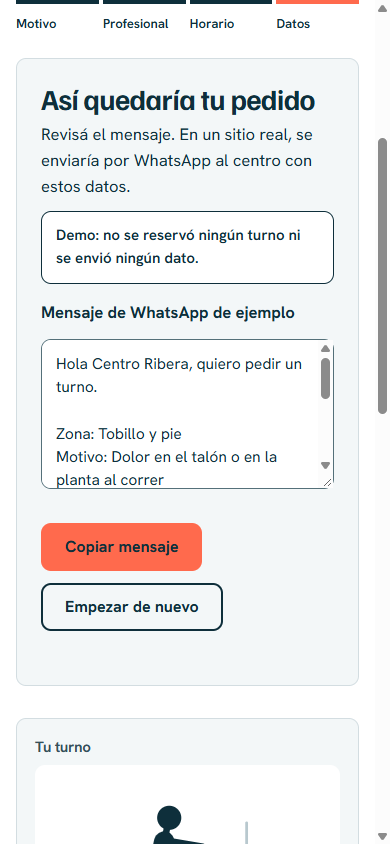 Motivo
Profesional
Horario
Datos
Así quedaría tu pedido
Revisá el mensaje. En un sitio real, se
enviaría por WhatsApp al centro con
estos datos.
Demo: no se reservó ningún turno ni
se envió ningún dato.
Mensaje de WhatsApp de ejemplo
Hola Centro Ribera, quiero pedir un
turno.
Zona: Tobillo y pie
Motivo: Dolor en el talón o en la
planta al correr
Copiar mensaje
Empezar de nuevo
Tu turno